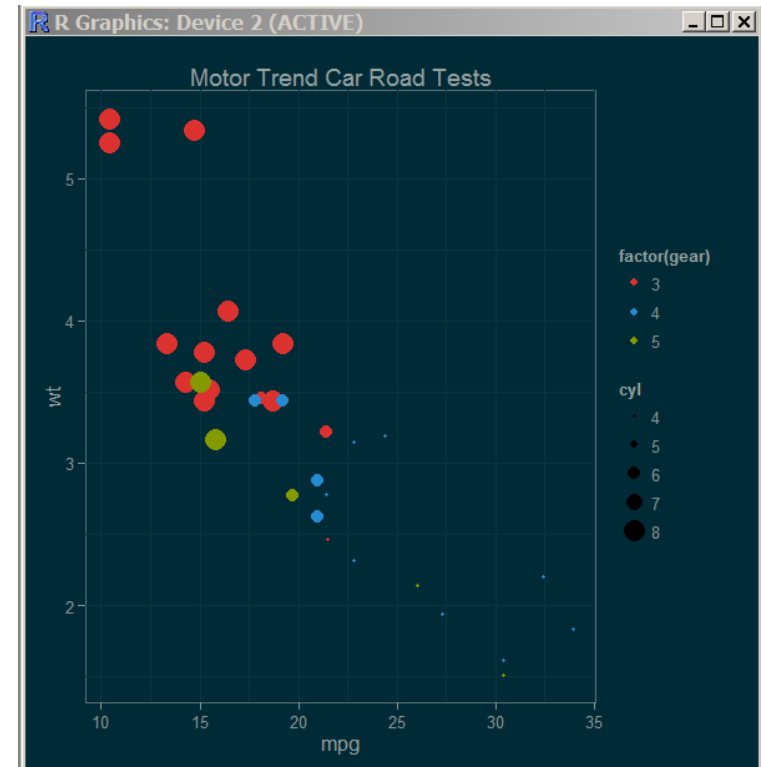 R R Graphics: Device 2 (ACTIVE)
Motor Trend Car Road Tests
5
4
3
2
wt
10 15 20 25 30 35
mpg
factor(gear)
3
4
5
cyl
4
5
6
7
8